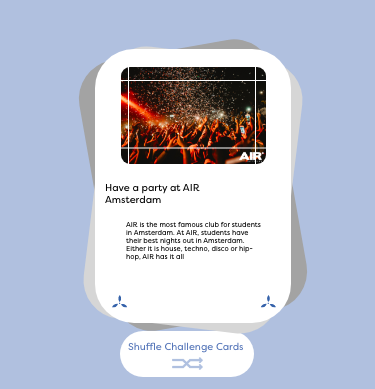 AIR
Have a party at AIR
Amsterdam
AIR is the most famous club for students
in Amsterdam. At AIR, students have
their best nights out in Amsterdam.
Either it is house, techno, disco or hip-
hop, AIR has it all
Shuffle Challenge Cards